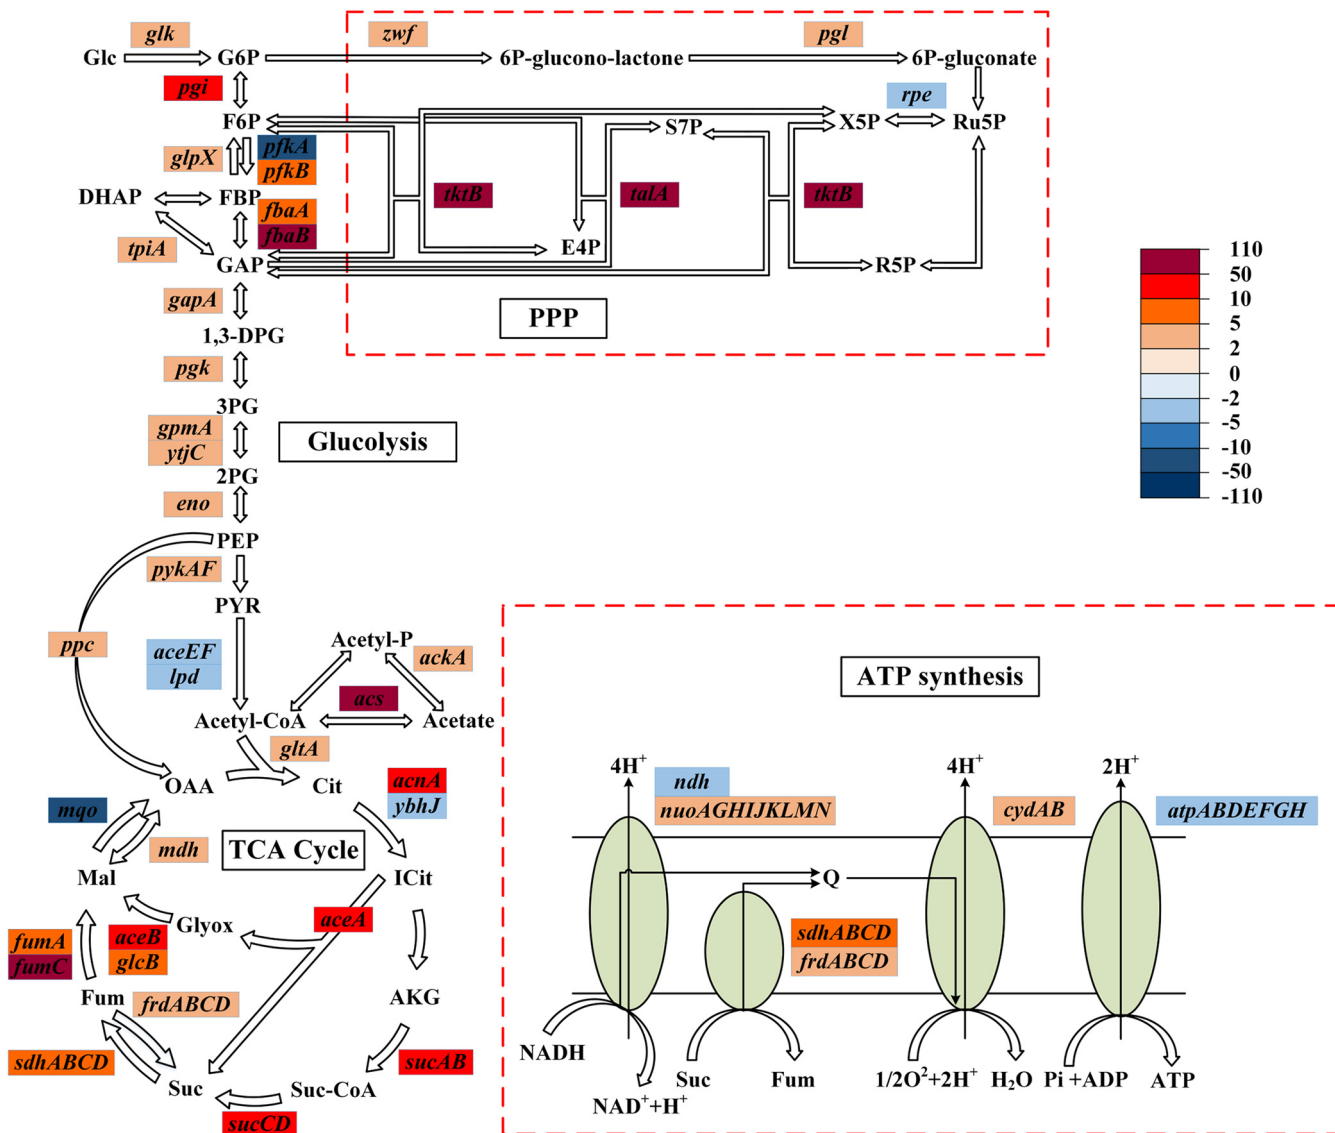 glk
zwf
pgl
Glc
G6P
6P-glucono-lactone
6P-gluconate
pgi
rpe
F6P
S7P
X5P
Ru5P
glpX
pfkA
pfkB
DHAP
FBP
tktB
talA
tktB
fbaA
fbaB
tpiA
E4P
GAP
R5P
gapA
PPP
1,3-DPG
pgk
3PG
gpmA
ytjC
Glucolysis
2PG
eno
PEP
pykAF
PYR
110
50
10
5
2
0
-2
-5
-10
-50
-110
ppc
aceEF
lpd
Acetyl-P
ackA
acs
Acetyl-CoA
Acetate
gltA
OAA
Cit
acnA
ybhJ
mqo
mdh
TCA Cycle
Mal
ICit
Glyox
aceA
aceB
glcB
fumA
fumC
Fum
frdABCD
AKG
sdhABCD
sucAB
Suc
Suc-CoA
sucCD
ATP synthesis
4H+
ndh
nuoAGHIJKLMN
4H+
cydAB
2H+
atpABDEFGH
Q
sdhABCD
frdABCD
NADH
NAD++H+
Suc
Fum
1/2O2+2H+
H2O
Pi +ADP
ATP